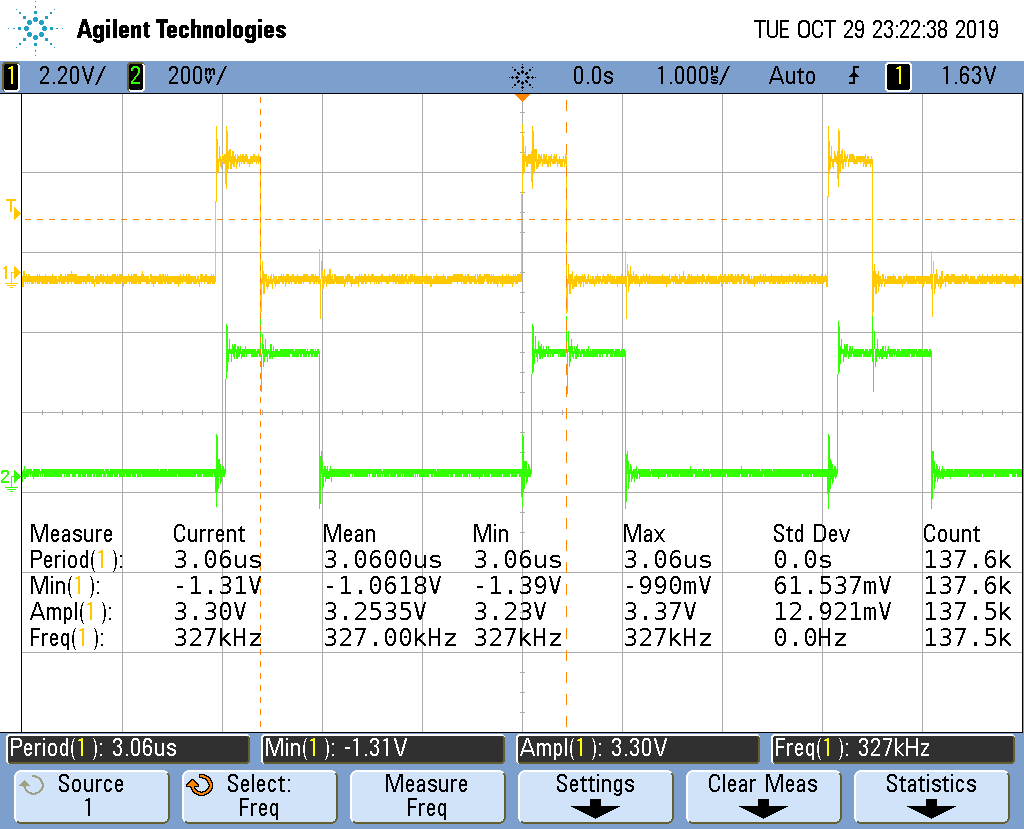 Agilent Technologies TUE OCT 29 23:22:38 2019
1 2.20V/ 2 200mV/ 0.0s 1.000us/ Auto 1 1.63V
T
1
2
Measure Current Mean Min Max Std Dev Count
Period(1): 3.06us 3.0600us 3.06us 3.06us 0.0s 137.6k
Min(1): -1.31V -1.0618V -1.39V -990mV 61.537mV 137.6k
Ampl(1): 3.30V 3.2535V 3.23V 3.37V 12.921mV 137.5k
Freq(1): 327kHz 327.00kHz 327kHz 327kHz 0.0Hz 137.5k
Period(1): 3.06us Min(1): -1.31V Ampl(1): 3.30V Freq(1): 327kHz
Source Select: Measure Settings Clear Meas Statistics
1 Freq Freq